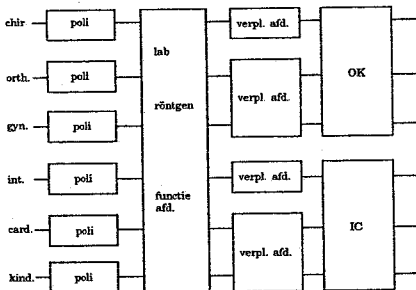 chir
poli
verpl. afd.
lab
orth.
poli
OK
verpl. afd.
röntgen
gyn.
poli
int.
poli
verpl. afd.
functie
afd.
card.
poli
IC
verpl. afd.
kind.
poli